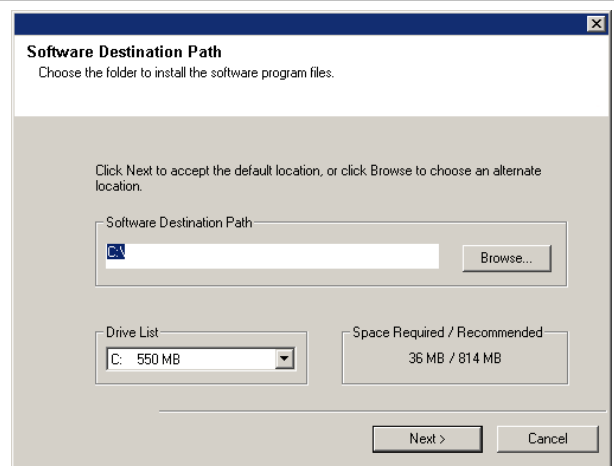 Software Destination Path
Choose the folder to install the software program files.
Click Next to accept the default location, or click Browse to choose an alternate
location.
Software Destination Path
C:\
Browse...
Drive List
C: 550 MB
Space Required / Recommended
36 MB / 814 MB
Next >
Cancel